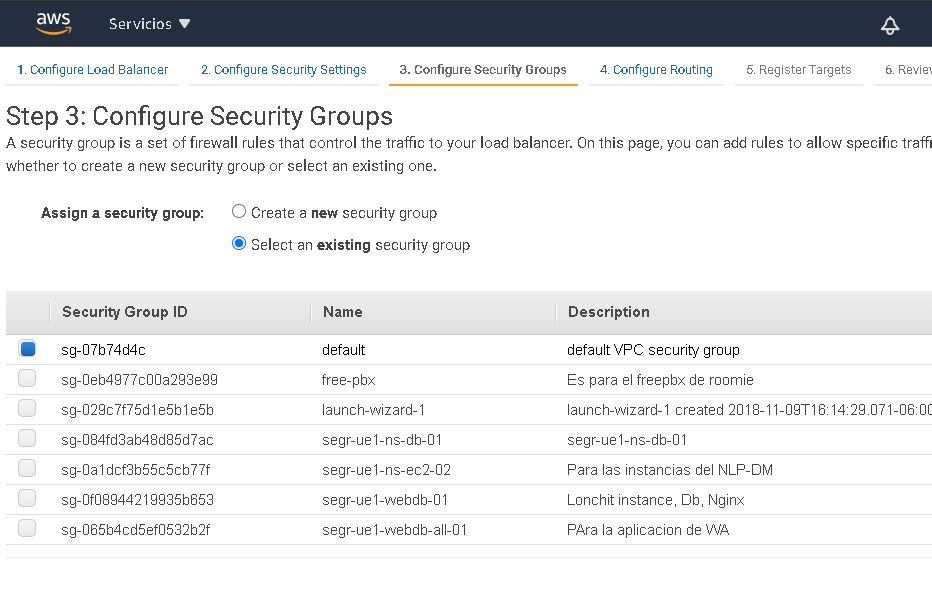 aws Servicios
1. Configure Load Balancer 2. Configure Security Settings 3. Configure Security Groups 4. Configure Routing 5. Register Targets 6. Review
Step 3: Configure Security Groups
A security group is a set of firewall rules that control the traffic to your load balancer. On this page, you can add rules to allow specific traffi
whether to create a new security group or select an existing one.
Assign a security group: Create a new security group
Select an existing security group
Security Group ID Name Description
sg-07b74d4c default default VPC security group
sg-0eb4977c00a293e99 free-pbx Es para el freepbx de roomie
sg-029c7f75d1e5b1e5b launch-wizard-1 launch-wizard-1 created 2018-11-09T16:14:29.071-06:00
sg-084fd3ab48d85d7ac segr-ue1-ns-db-01 segr-ue1-ns-db-01
sg-0a1dcf3b55c5cb77f segr-ue1-ns-ec2-02 Para las instancias del NLP-DM
sg-0f08944219935b653 segr-ue1-webdb-01 Lonchit instance, Db, Nginx
sg-065b4cd5ef0532b2f segr-ue1-webdb-all-01 PAra la aplicacion de VVA